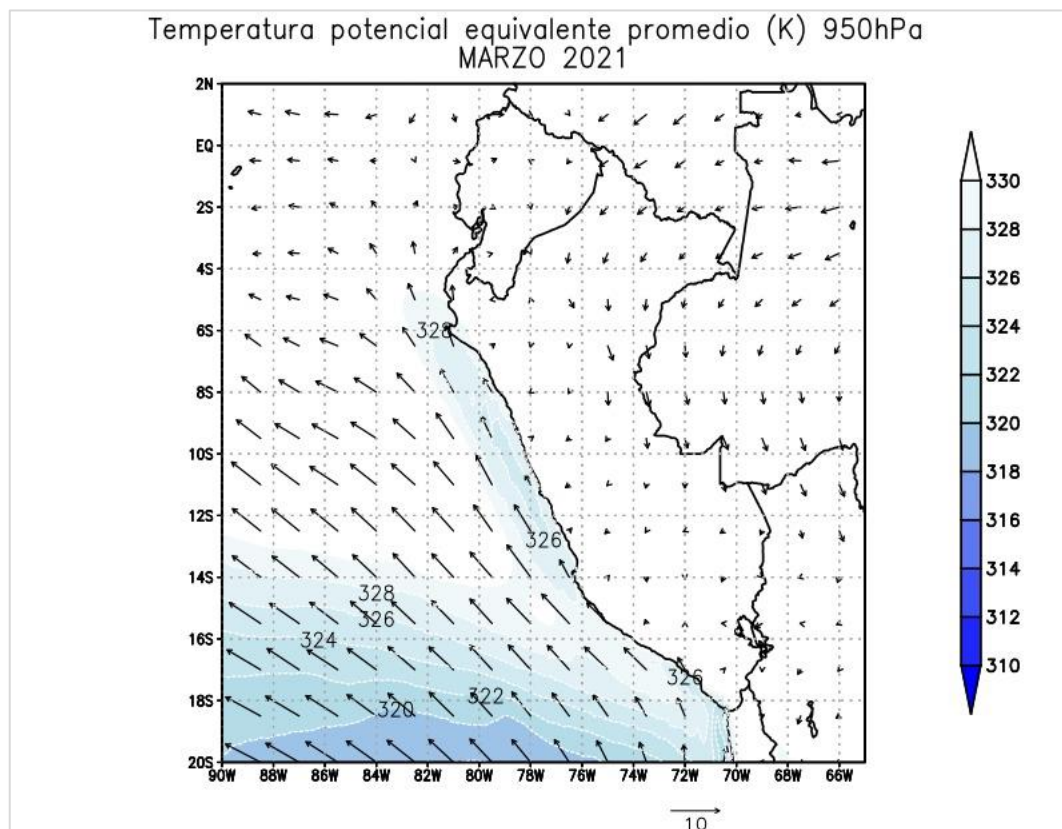 Temperatura potencial equivalente promedio (K) 950hPa
MARZO 2021
2N
EQ
2S
4S
6S
8S
10S
12S
14S
16S
18S
20S
328
326
328
326
324
326
322
320
90W 88W 86W 84W 82W 80W 78W 76W 74W 72W 70W 68W 66W
10
330
328
326
324
322
320
318
316
314
312
310